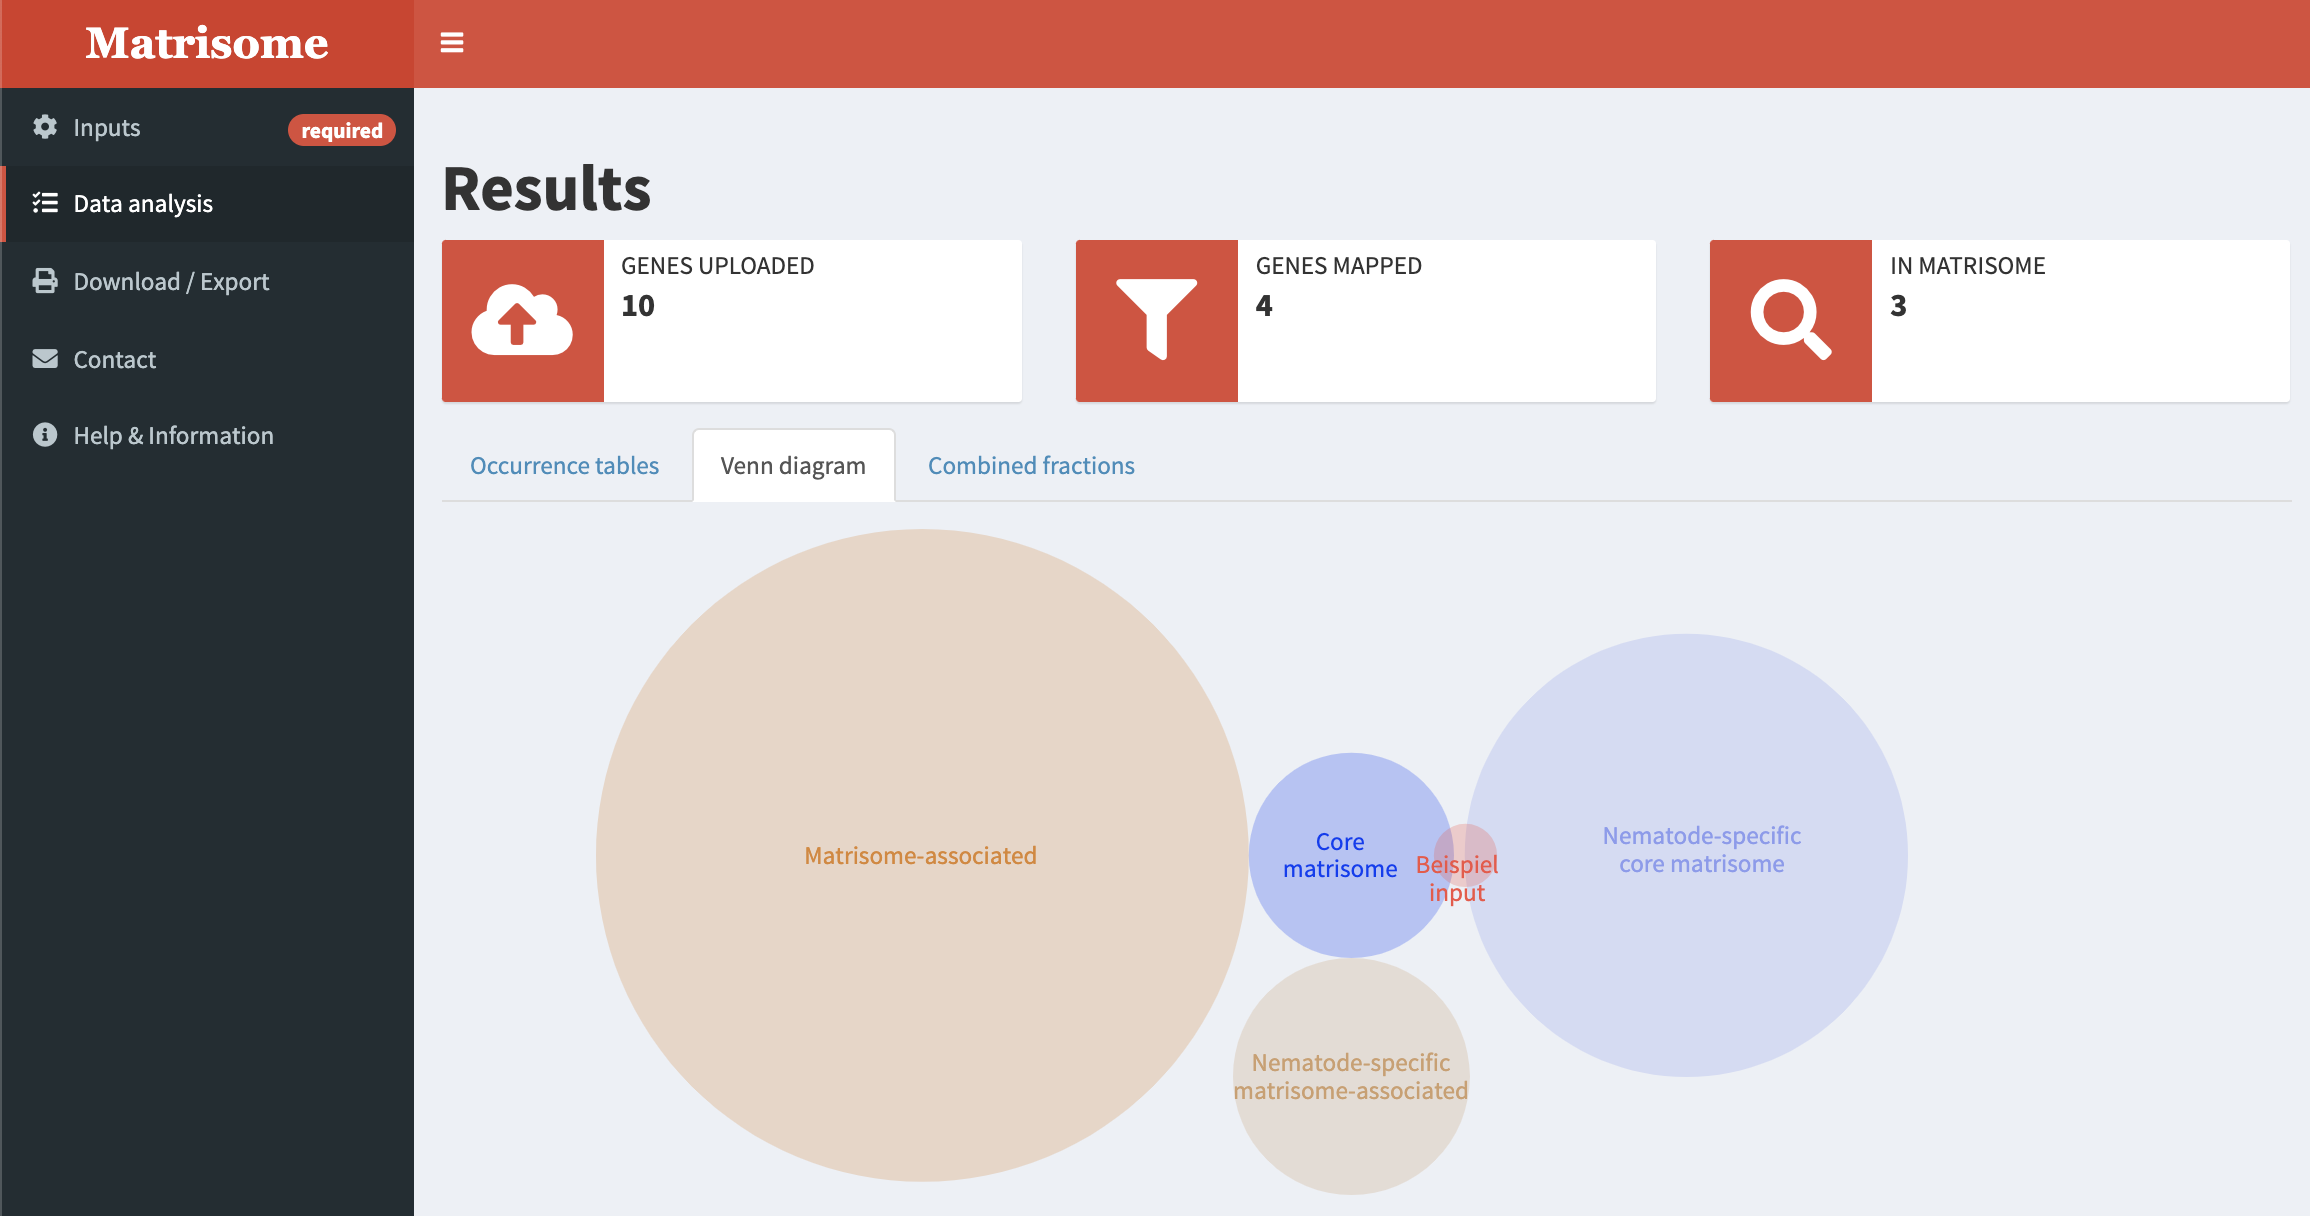 Matrisome
Inputs
required
Data analysis
Download / Export
Contact
Help & Information
Results
GENES UPLOADED
10
GENES MAPPED
4
IN MATRISOME
3
Occurrence tables
Venn diagram
Combined fractions
Matrisome-associated
Core
matrisome
Beispiel
input
Nematode-specific
core matrisome
Nematode-specific
matrisome-associated